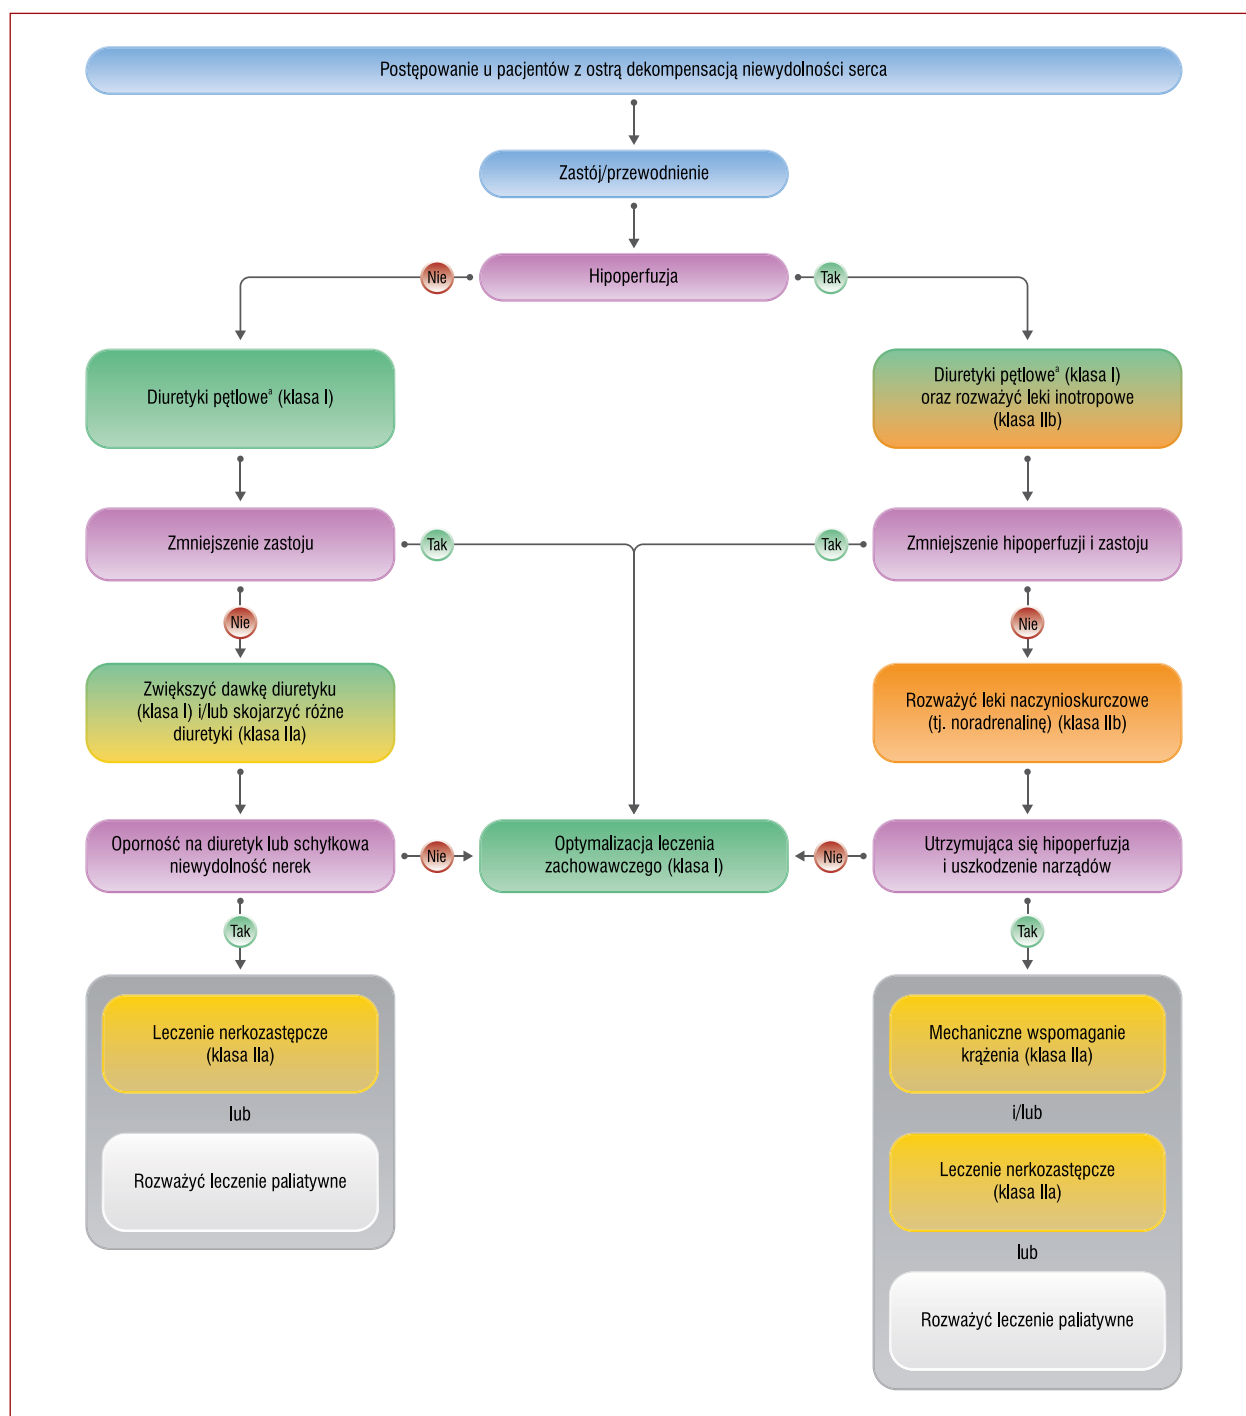 Postępowanie u pacjentów z ostrą dekompensacją niewydolności serca
Zastój/przewodnienie
Hipoperfuzja
Nie
Tak
Diuretyki pętloweᵃ (klasa I)
Diuretyki pętloweᵃ (klasa I)
oraz rozważyć leki inotropowe
(klasa IIb)
Zmniejszenie zastoju
Tak
Tak
Zmniejszenie hipoperfuzji i zastoju
Nie
Nie
Zwiększyć dawkę diuretyku
(klasa I) i/lub skojarzyć różne
diuretyki (klasa IIa)
Rozważyć leki naczynioskurczowe
(tj. noradrenalinę) (klasa IIb)
Oporność na diuretyk lub schyłkowa
niewydolność nerek
Nie
Optymalizacja leczenia
zachowawczego (klasa I)
Nie
Utrzymująca się hipoperfuzja
i uszkodzenie narządów
Tak
Tak
Leczenie nerkozastępcze
(klasa IIa)
lub
Rozważyć leczenie paliatywne
Mechaniczne wspomaganie
krążenia (klasa IIa)
i/lub
Leczenie nerkozastępcze
(klasa IIa)
lub
Rozważyć leczenie paliatywne